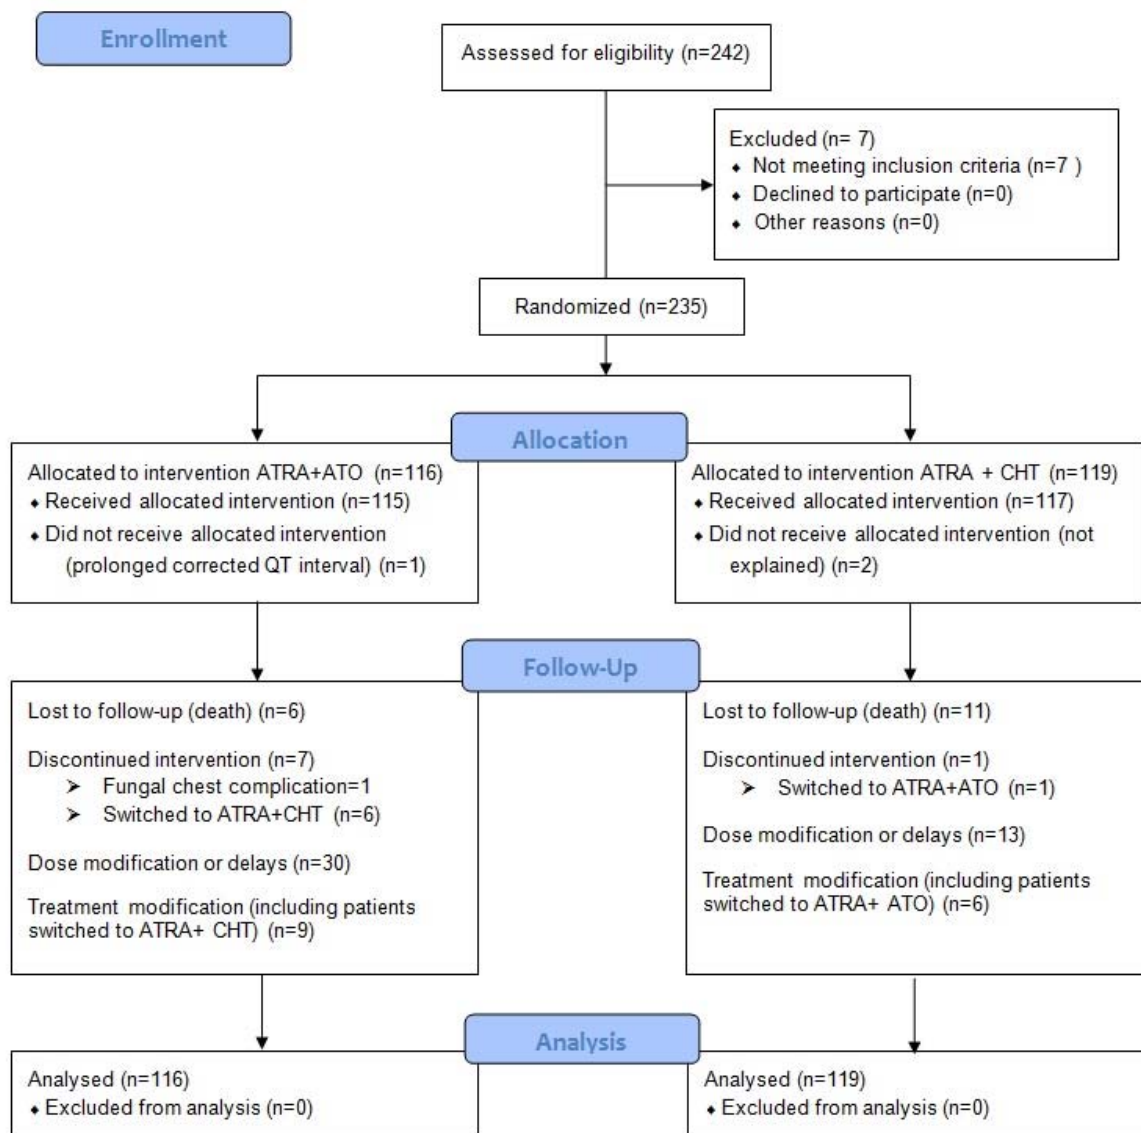 Enrollment
Assessed for eligibility (n=242)
Excluded (n= 7)
⬥ Not meeting inclusion criteria (n=7 )
⬥ Declined to participate (n=0)
⬥ Other reasons (n=0)
Randomized (n=235)
Allocation
Allocated to intervention ATRA+ATO (n=116)
⬥ Received allocated intervention (n=115)
⬥ Did not receive allocated intervention
(prolonged corrected QT interval) (n=1)
Allocated to intervention ATRA + CHT (n=119)
⬥ Received allocated intervention (n=117)
⬥ Did not receive allocated intervention (not
explained) (n=2)
Follow-Up
Lost to follow-up (death) (n=6)
Discontinued intervention (n=7)
➢ Fungal chest complication=1
➢ Switched to ATRA+CHT (n=6)
Dose modification or delays (n=30)
Treatment modification (including patients
switched to ATRA+ CHT) (n=9)
Lost to follow-up (death) (n=11)
Discontinued intervention (n=1)
➢ Switched to ATRA+ATO (n=1)
Dose modification or delays (n=13)
Treatment modification (including patients
switched to ATRA+ ATO) (n=6)
Analysis
Analysed (n=116)
⬥ Excluded from analysis (n=0)
Analysed (n=119)
⬥ Excluded from analysis (n=0)